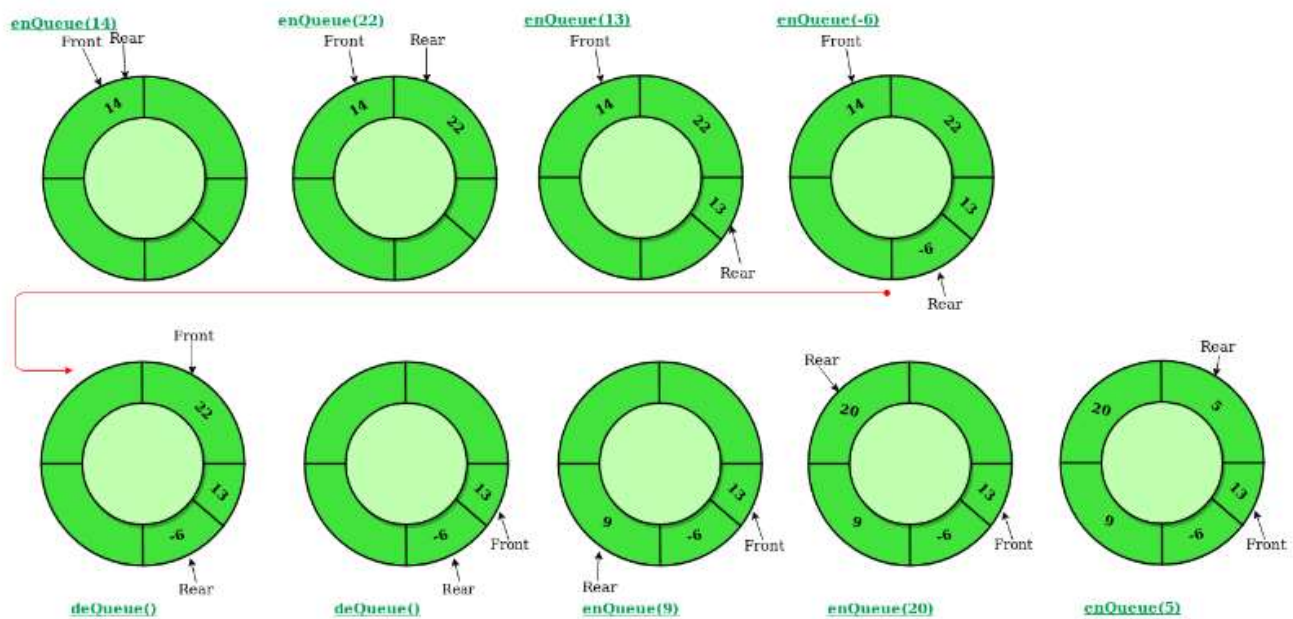 enQueue(14)
Front Rear
14
enQueue(22)
Front Rear
14
22
enQueue(13)
Front
14
22
13
Rear
enQueue(-6)
Front
14
22
13
-6
Rear
Front
22
13
-6
Rear
deQueue()
13
-6
Front
Rear
deQueue()
13
9
-6
Front
Rear
enQueue(9)
Rear
20
13
9
-6
Front
enQueue(20)
Rear
20
5
13
9
-6
Front
enQueue(5)